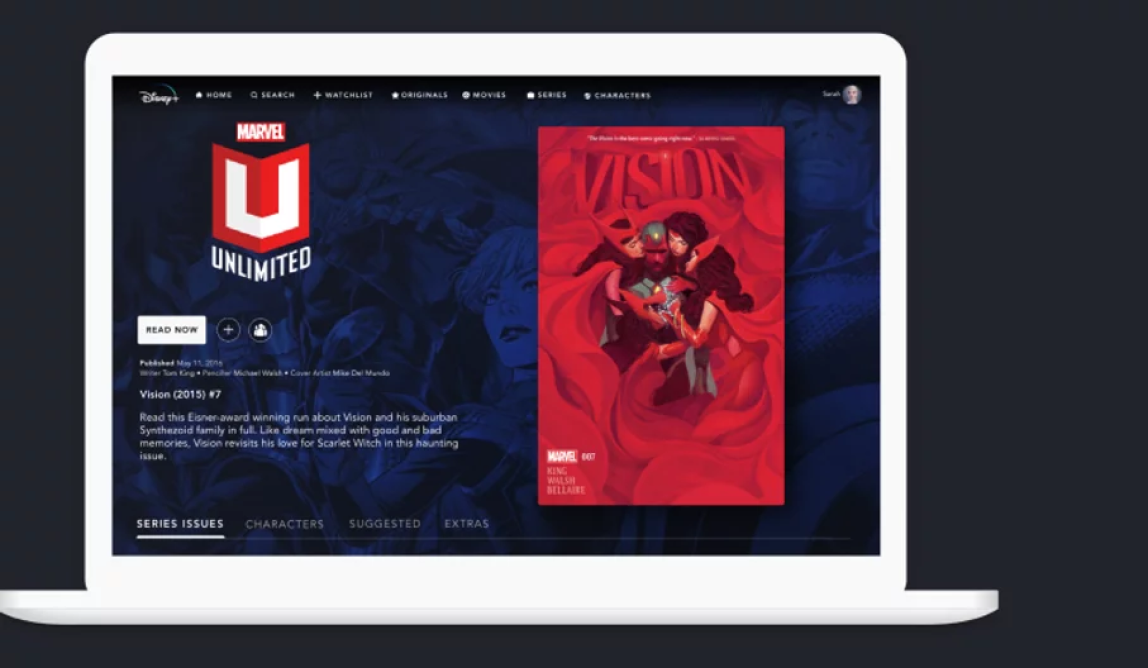 Disney+
HOME SEARCH WATCHLIST ORIGINALS MOVIES SERIES CHARACTERS
Sarah
MARVEL
U
UNLIMITED
READ NOW
Published May 11, 2016
Writer Tom King • Penciller Michael Walsh • Cover Artist Mike Del Mundo
Vision (2015) #7
Read this Eisner-award winning run about Vision and his suburban
Synthezoid family in full. Like dream mixed with good and bad
memories, Vision revisits his love for Scarlet Witch in this haunting
issue.
"The Vision is the best comic going right now."
VISION
MARVEL 007
KING
WALSH
BELLAIRE
SERIES ISSUES CHARACTERS SUGGESTED EXTRAS